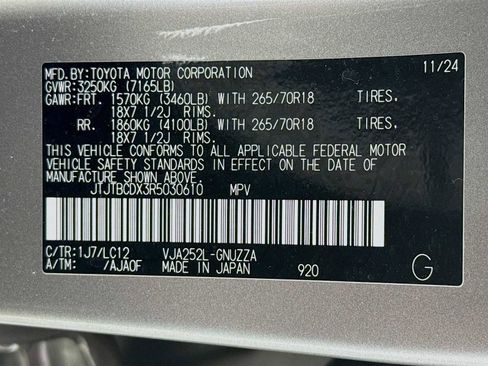 MFD.BY:TOYOTA MOTOR CORPORATION 11/24
GVWR:3250KG (7165LB)
GAWR:FRT. 1570KG (3460LB) WITH 265/70R18 TIRES,
18X7 1/2J RIMS.
RR. 1860KG (4100LB) WITH 265/70R18 TIRES,
18X7 1/2J RIMS.
THIS VEHICLE CONFORMS TO ALL APPLICABLE FEDERAL MOTOR
VEHICLE SAFETY STANDARDS IN EFFECT ON THE DATE OF
MANUFACTURE SHOWN ABOVE.
JTJTBCDX3R5030610 MPV
C/TR:1J7/LC12 VJA252L-GNUZZA
A/TM: /AJA0F MADE IN JAPAN 920 G